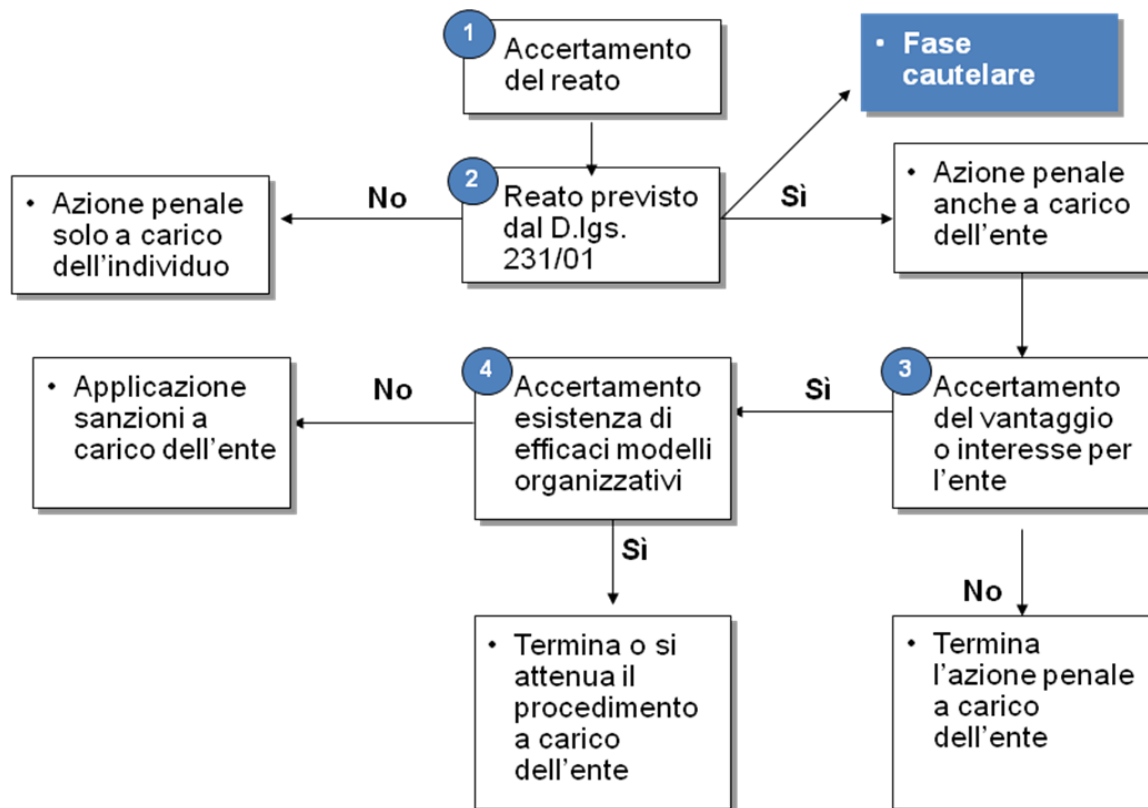 1
Accertamento
del reato
• Fase
cautelare
2
Reato previsto
dal D.lgs.
231/01
No
Sì
• Azione penale
solo a carico
dell'individuo
• Azione penale
anche a carico
dell'ente
3
Accertamento
del vantaggio
o interesse per
l'ente
Sì
4
Accertamento
esistenza di
efficaci modelli
organizzativi
No
• Applicazione
sanzioni a
carico dell'ente
Sì
No
• Termina o si
attenua il
procedimento
a carico
dell'ente
• Termina
l'azione penale
a carico
dell'ente